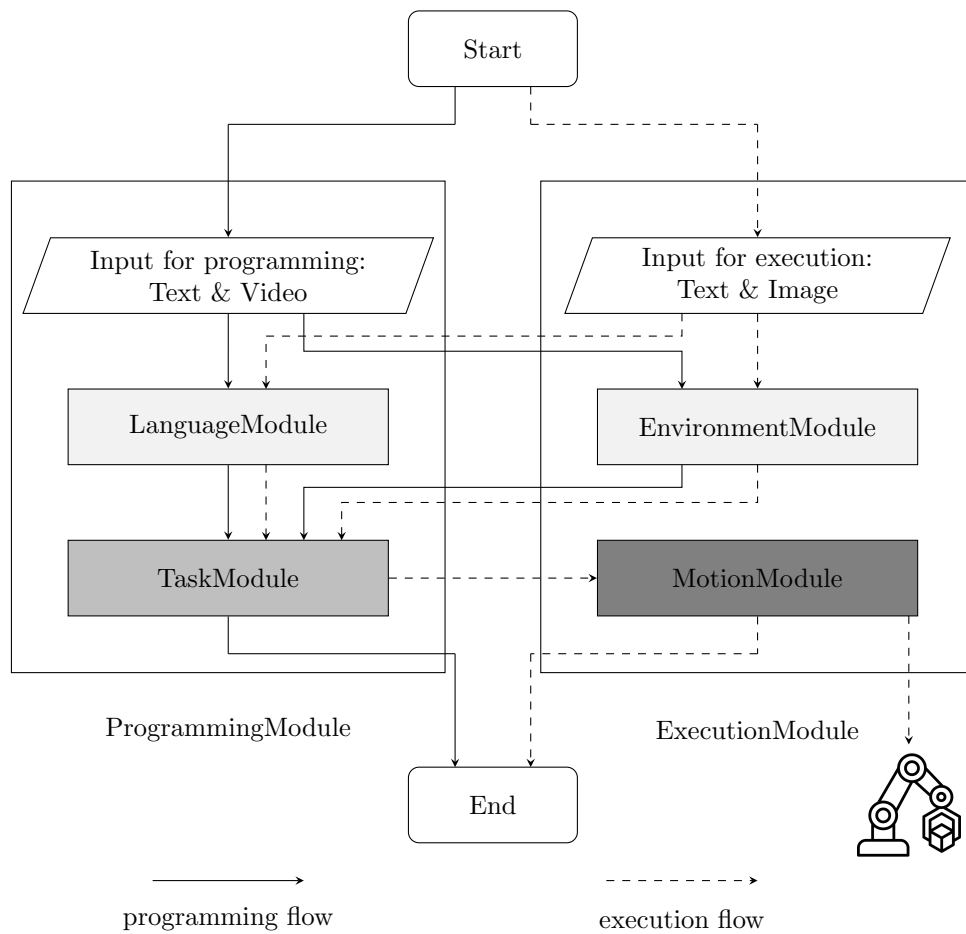 Start
Input for programming:
Text & Video
Input for execution:
Text & Image
LanguageModule
EnvironmentModule
TaskModule
MotionModule
ProgrammingModule
ExecutionModule
End
programming flow
execution flow